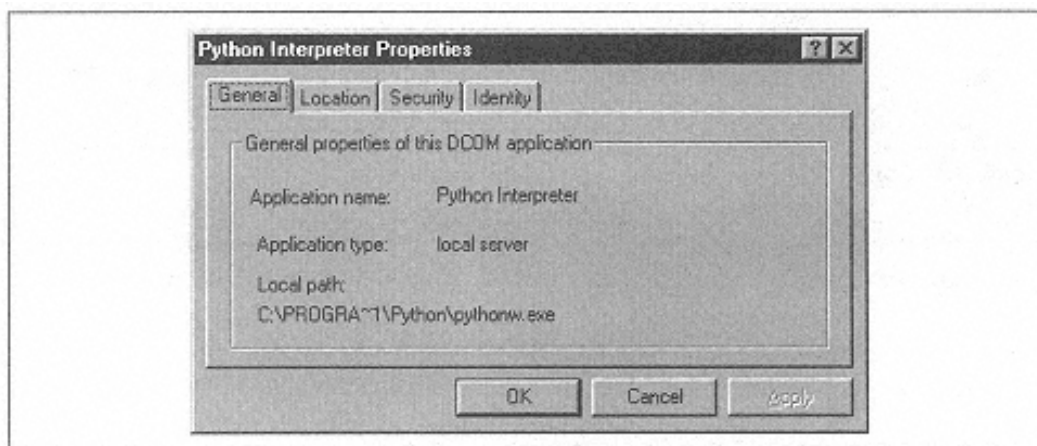 Python Interpreter Properties
General Location Security Identity
General properties of this DCOM application
Application name: Python Interpreter
Application type: local server
Local path:
C:\PROGRA~1\Python\pythonw.exe
OK Cancel Apply